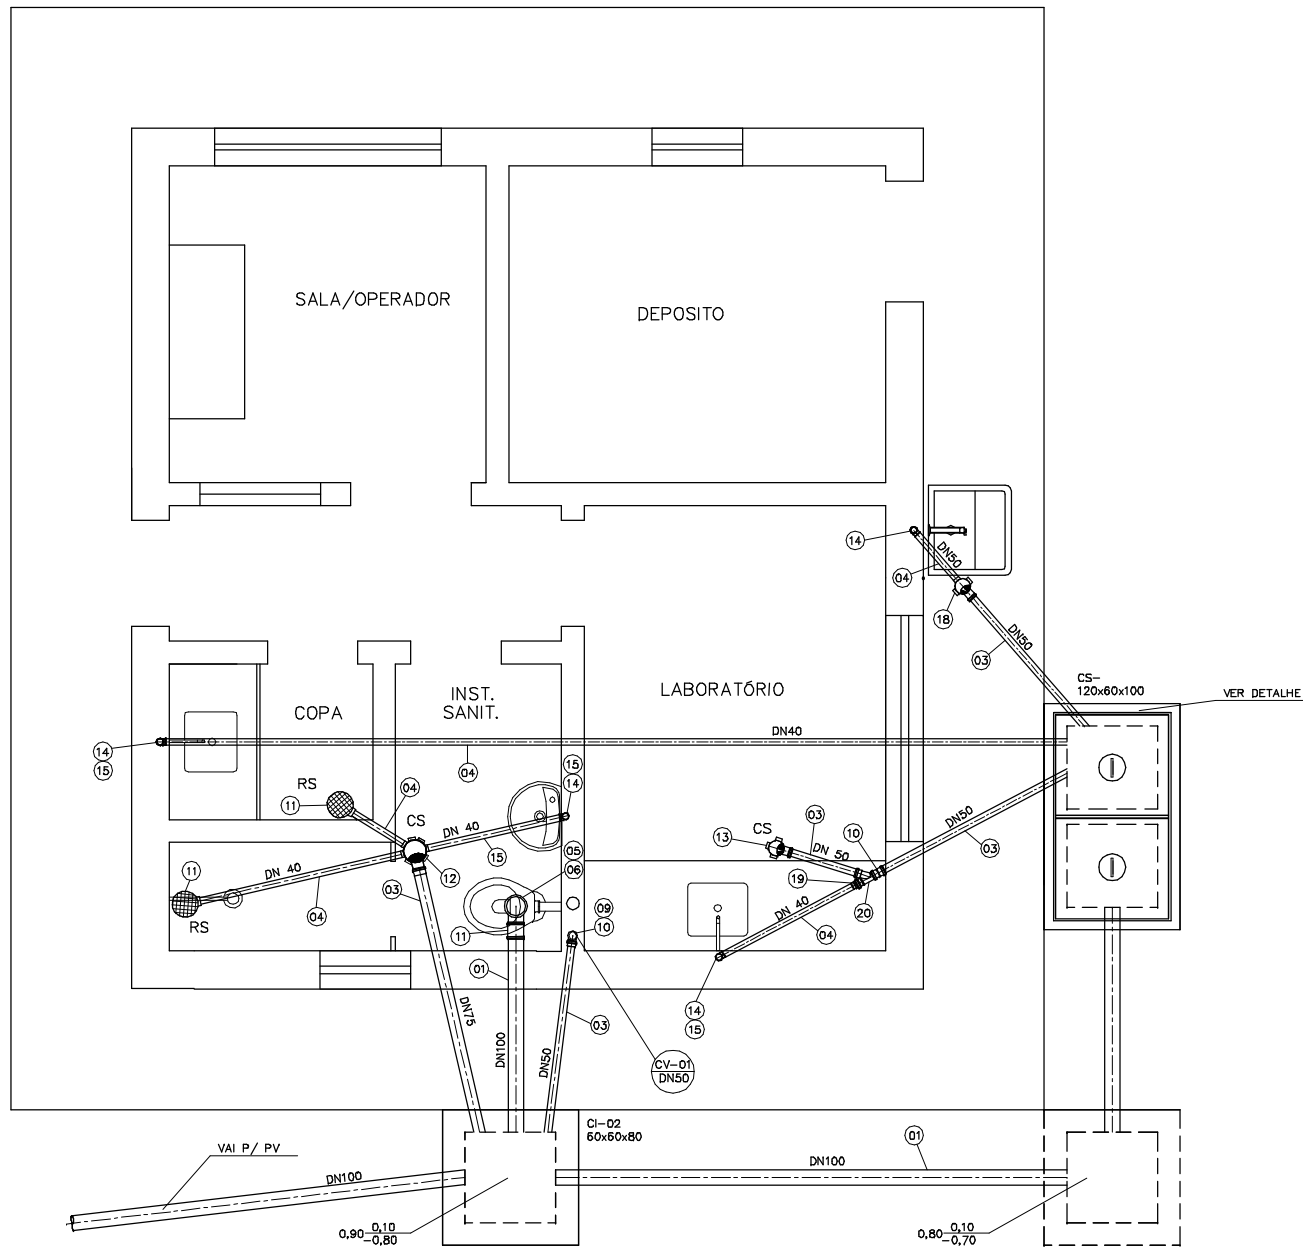 SALA/OPERADOR
DEPOSITO
14
DN50
04
18
DN50
03
CS-
120x60x100
VER DETALHE
INST.
SANIT.
LABORATÓRIO
COPA
DN40
14
15
04
15
14
RS
11
04
CS
DN 40
15
CS
03
13
DN 50
10
DN50
03
11
DN 40
04
RS
03
12
05
06
19
20
DN 40
04
09
10
11
01
14
15
DN75
DN100
DN50
03
CV-01
DN50
CI-02
60x60x80
VAI P/ PV
DN100
01
DN100
0,90
0,10
-0,80
0,80
0,10
-0,70